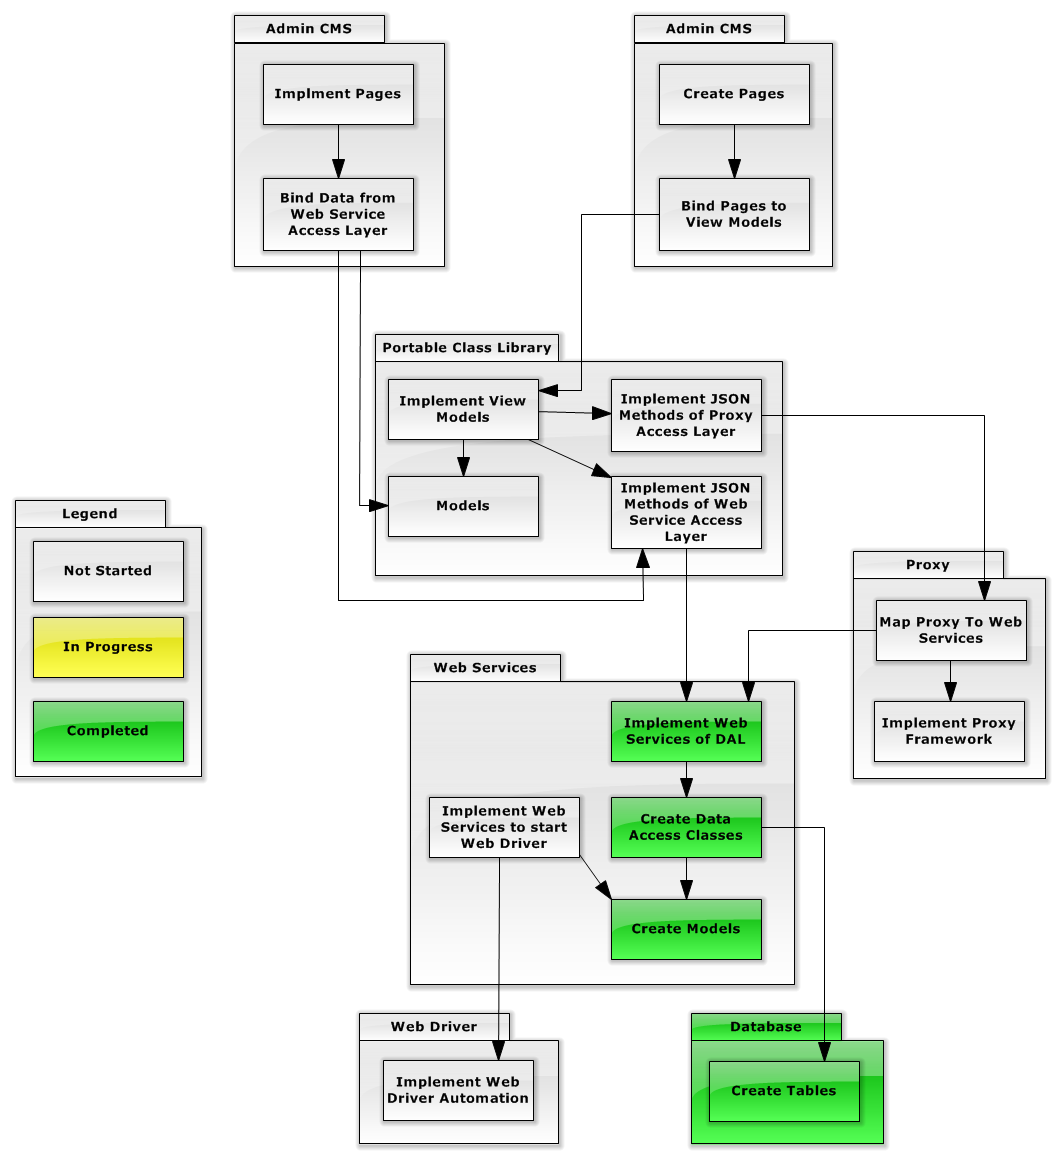 Admin CMS
Implment Pages
Bind Data from
Web Service
Access Layer
Admin CMS
Create Pages
Bind Pages to
View Models
Portable Class Library
Implement View
Models
Implement JSON
Methods of Proxy
Access Layer
Models
Implement JSON
Methods of Web
Service Access
Layer
Legend
Not Started
In Progress
Completed
Proxy
Map Proxy To Web
Services
Implement Proxy
Framework
Web Services
Implement Web
Services of DAL
Implement Web
Services to start
Web Driver
Create Data
Access Classes
Create Models
Web Driver
Implement Web
Driver Automation
Database
Create Tables